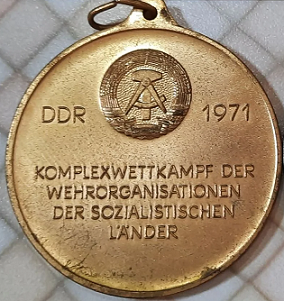 DDR 1971
KOMPLEXWETTKAMPF DER
WEHRORGANISATIONEN
DER SOZIALISTISCHEN
LÄNDER